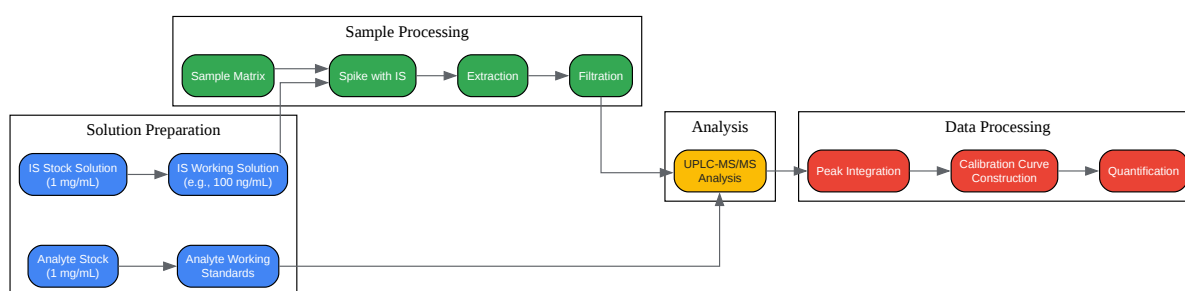 Sample Processing
Sample Matrix
Spike with IS
Extraction
Filtration
Solution Preparation
IS Stock Solution
(1 mg/mL)
IS Working Solution
(e.g., 100 ng/mL)
Analyte Stock
(1 mg/mL)
Analyte Working
Standards
Analysis
UPLC-MS/MS
Analysis
Data Processing
Peak Integration
Calibration Curve
Construction
Quantification